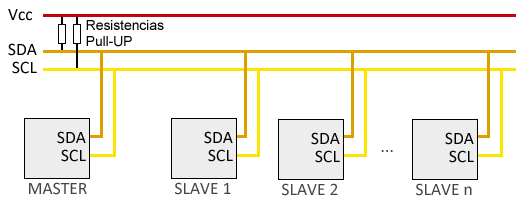 Vcc
Resistencias
Pull-UP
SDA
SCL
SDA
SCL
MASTER
SDA
SCL
SLAVE 1
SDA
SCL
SLAVE 2
...
SDA
SCL
SLAVE n